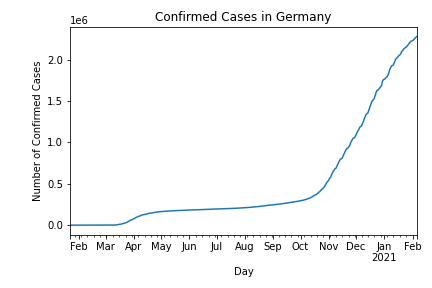 Confirmed Cases in Germany
1e6
2.0
1.5
1.0
0.5
0.0
Number of Confirmed Cases
Feb Mar Apr May Jun Jul Aug Sep Oct Nov Dec Jan Feb
2021
Day